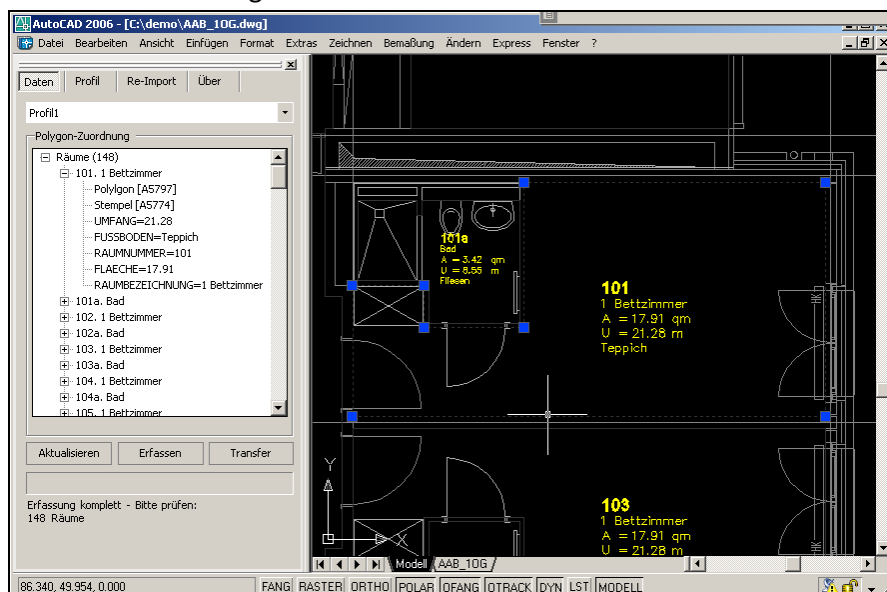 AutoCAD 2006 - [C:\demo\AAB_1OG.dwg]
Datei Bearbeiten Ansicht Einfügen Format Extras Zeichnen Bemaßung Ändern Express Fenster ?
Daten Profil Re-Import Über
Profil1
Polygon-Zuordnung
Räume (148)
101. 1 Bettzimmer
Polylgon [A5797]
Stempel [A5774]
UMFANG=21.28
FUSSBODEN=Teppich
RAUMNUMMER=101
FLAECHE=17.91
RAUMBEZEICHNUNG=1 Bettzimmer
101a. Bad
102. 1 Bettzimmer
102a. Bad
103. 1 Bettzimmer
103a. Bad
104. 1 Bettzimmer
104a. Bad
105. 1 Bettzimmer
Aktualisieren Erfassen Transfer
Erfassung komplett - Bitte prüfen:
148 Räume
101a
Bad
A = 3.42 qm
U = 8.55 m
Fliesen
101
1 Bettzimmer
A = 17.91 qm
U = 21.28 m
Teppich
HK
103
1 Bettzimmer
A = 17.91 qm
U = 21.28 m
HK
Y
X
Modell AAB_1OG
86.340, 49.954, 0.000 FANG RASTER ORTHO POLAR OFANG OTRACK DYN LST MODELL